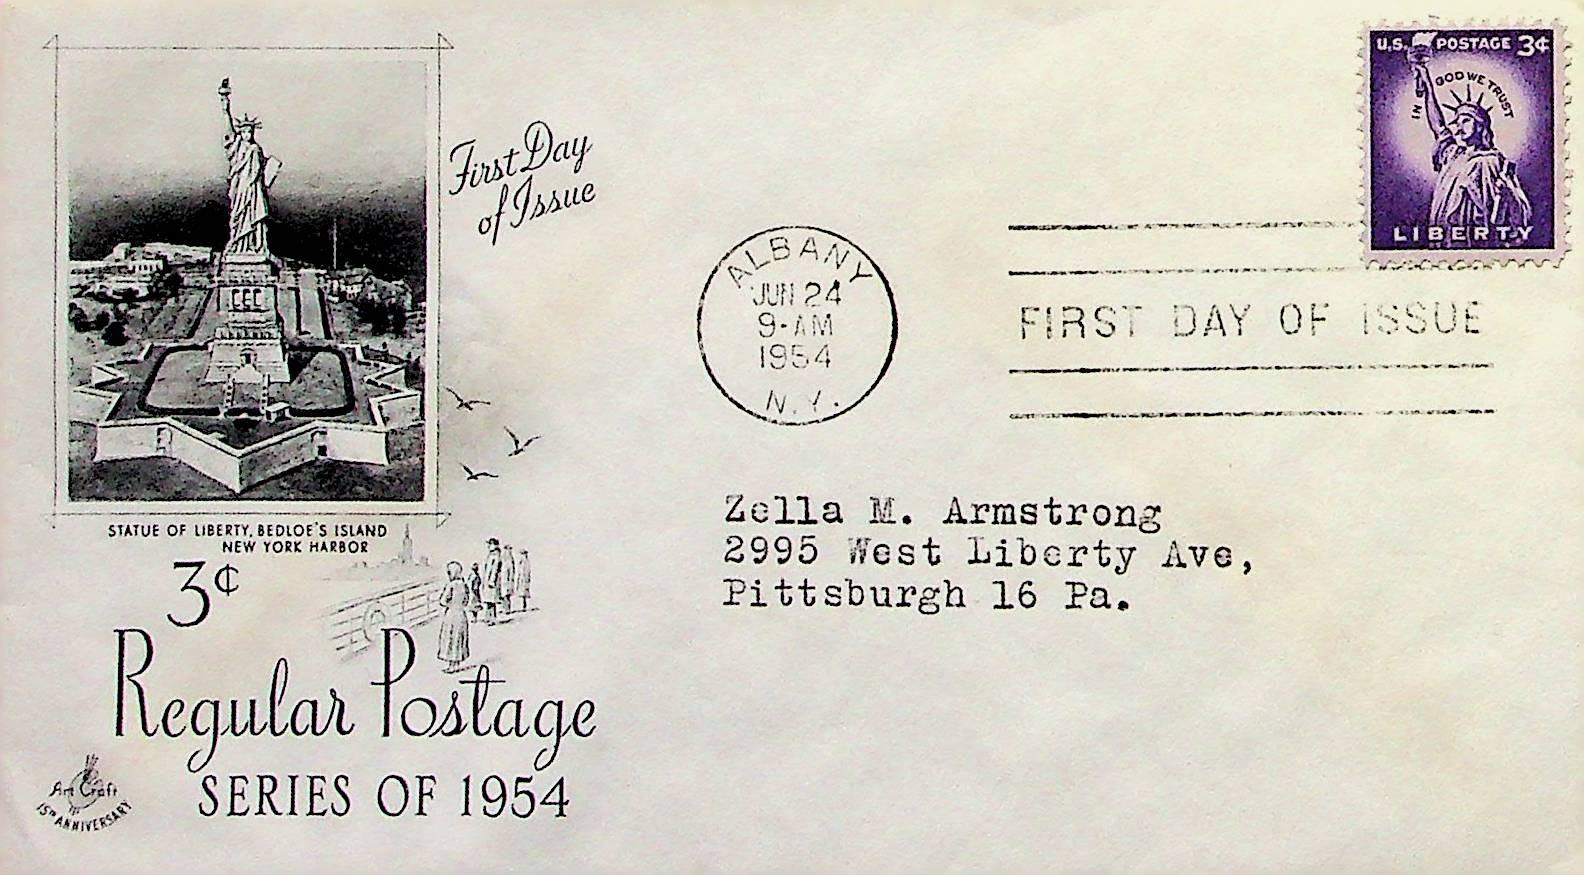 First Day
of Issue
STATUE OF LIBERTY, BEDLOE'S ISLAND
NEW YORK HARBOR
3¢
Regular Postage
SERIES OF 1954
Art Craft
15TH ANNIVERSARY
ALBANY
JUN 24
9-AM
1954
N.Y.
U.S. POSTAGE 3¢
IN GOD WE TRUST
LIBERTY
FIRST DAY OF ISSUE
Zella M. Armstrong
2995 West Liberty Ave,
Pittsburgh 16 Pa.